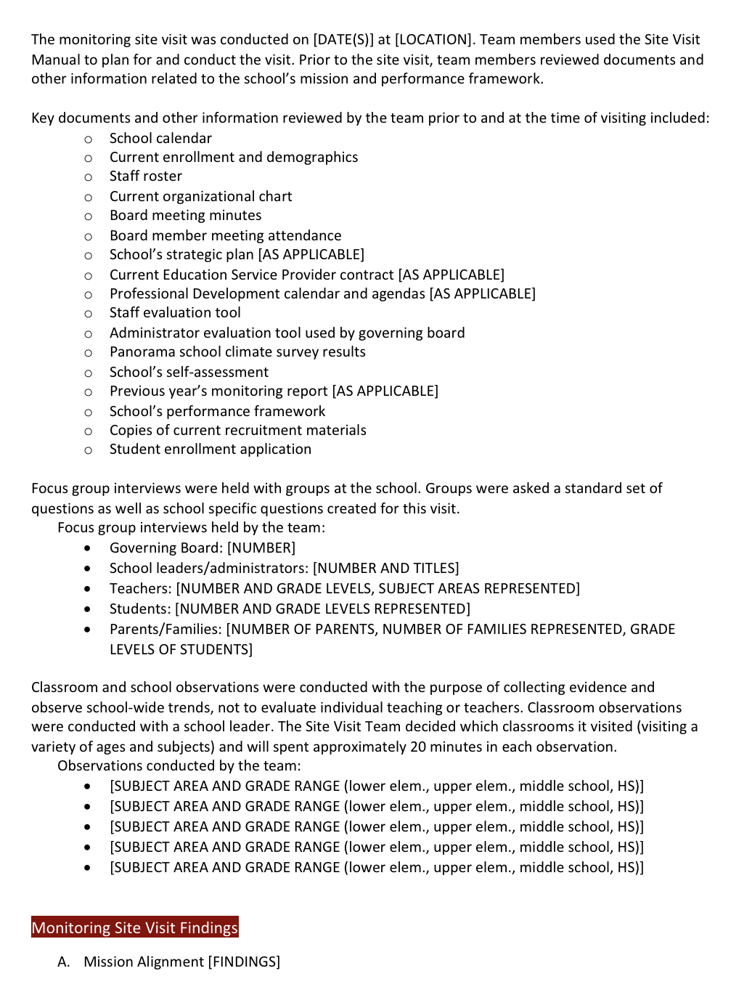 The monitoring site visit was conducted on [DATE(S)] at [LOCATION]. Team members used the Site Visit
Manual to plan for and conduct the visit. Prior to the site visit, team members reviewed documents and
other information related to the school’s mission and performance framework.
Key documents and other information reviewed by the team prior to and at the time of visiting included:
o School calendar
o Current enrollment and demographics
o Staff roster
o Current organizational chart
o Board meeting minutes
o Board member meeting attendance
o School’s strategic plan [AS APPLICABLE]
o Current Education Service Provider contract [AS APPLICABLE]
o Professional Development calendar and agendas [AS APPLICABLE]
o Staff evaluation tool
o Administrator evaluation tool used by governing board
o Panorama school climate survey results
o School’s self-assessment
o Previous year’s monitoring report [AS APPLICABLE]
o School’s performance framework
o Copies of current recruitment materials
o Student enrollment application
Focus group interviews were held with groups at the school. Groups were asked a standard set of
questions as well as school specific questions created for this visit.
Focus group interviews held by the team:
• Governing Board: [NUMBER]
• School leaders/administrators: [NUMBER AND TITLES]
• Teachers: [NUMBER AND GRADE LEVELS, SUBJECT AREAS REPRESENTED]
• Students: [NUMBER AND GRADE LEVELS REPRESENTED]
• Parents/Families: [NUMBER OF PARENTS, NUMBER OF FAMILIES REPRESENTED, GRADE
LEVELS OF STUDENTS]
Classroom and school observations were conducted with the purpose of collecting evidence and
observe school-wide trends, not to evaluate individual teaching or teachers. Classroom observations
were conducted with a school leader. The Site Visit Team decided which classrooms it visited (visiting a
variety of ages and subjects) and will spent approximately 20 minutes in each observation.
Observations conducted by the team:
• [SUBJECT AREA AND GRADE RANGE (lower elem., upper elem., middle school, HS)]
• [SUBJECT AREA AND GRADE RANGE (lower elem., upper elem., middle school, HS)]
• [SUBJECT AREA AND GRADE RANGE (lower elem., upper elem., middle school, HS)]
• [SUBJECT AREA AND GRADE RANGE (lower elem., upper elem., middle school, HS)]
• [SUBJECT AREA AND GRADE RANGE (lower elem., upper elem., middle school, HS)]
Monitoring Site Visit Findings
A. Mission Alignment [FINDINGS]